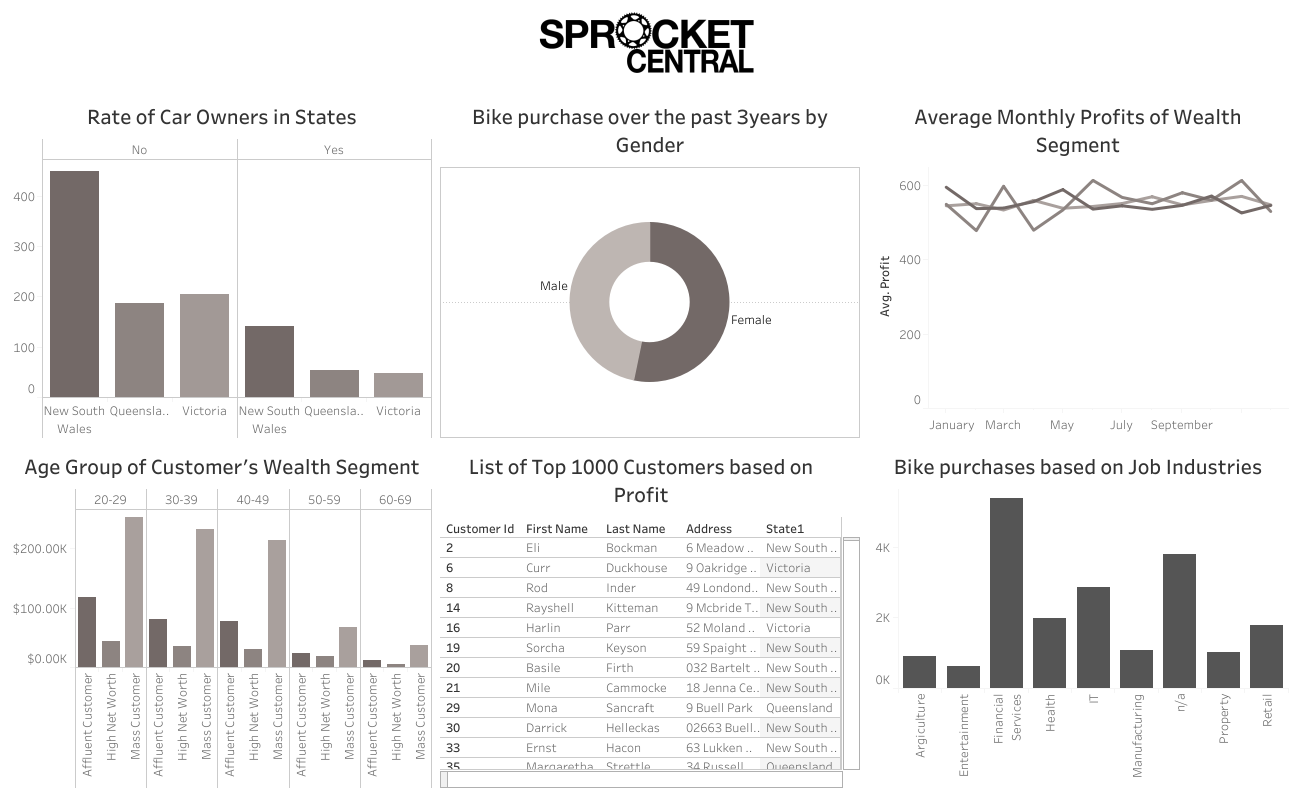 SPROCKET
CENTRAL
Rate of Car Owners in States
No Yes
400
300
200
100
0
New South Wales Queensla.. Victoria New South Wales Queensla.. Victoria
Bike purchase over the past 3years by
Gender
Male
Female
Average Monthly Profits of Wealth
Segment
Avg. Profit
600
400
200
0
January March May July September
Age Group of Customer's Wealth Segment
20-29 30-39 40-49 50-59 60-69
$200.00K
$100.00K
$0.00K
Affluent Customer High Net Worth Mass Customer Affluent Customer High Net Worth Mass Customer Affluent Customer High Net Worth Mass Customer Affluent Customer High Net Worth Mass Customer Affluent Customer High Net Worth Mass Customer
List of Top 1000 Customers based on
Profit
Customer Id First Name Last Name Address State1
2 Eli Bockman 6 Meadow .. New South ..
6 Curr Duckhouse 9 Oakridge .. Victoria
8 Rod Inder 49 Londond.. New South ..
14 Rayshell Kitteman 9 Mcbride T.. New South ..
16 Harlin Parr 52 Moland .. Victoria
19 Sorcha Keyson 59 Spaight .. New South ..
20 Basile Firth 032 Bartelt .. New South ..
21 Mile Cammocke 18 Jenna Ce.. New South ..
29 Mona Sancraft 9 Buell Park Queensland
30 Darrick Helleckas 02663 Buell.. New South ..
33 Ernst Hacon 63 Lukken .. New South ..
35 Margaretha Strettle 34 Russell .. Queensland
Bike purchases based on Job Industries
4K
2K
0K
Argiculture Entertainment Financial Services Health IT Manufacturing n/a Property Retail